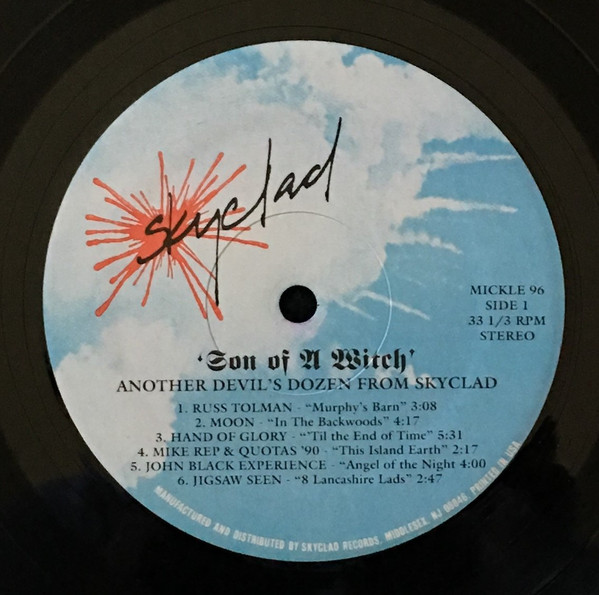 skyclad
MICKLE 96
SIDE 1
33 1/3 RPM
STEREO
'Son of A Witch'
ANOTHER DEVIL'S DOZEN FROM SKYCLAD
1. RUSS TOLMAN - "Murphy's Barn" 3:08
2. MOON - "In The Backwoods" 4:17
3. HAND OF GLORY - "'Til the End of Time" 5:31
4. MIKE REP & QUOTAS '90 - "This Island Earth" 2:17
5. JOHN BLACK EXPERIENCE - "Angel of the Night 4:00
6. JIGSAW SEEN - "8 Lancashire Lads" 2:47
MANUFACTURED AND DISTRIBUTED BY SKYCLAD RECORDS, MIDDLESEX, NJ 08846. PRINTED IN USA